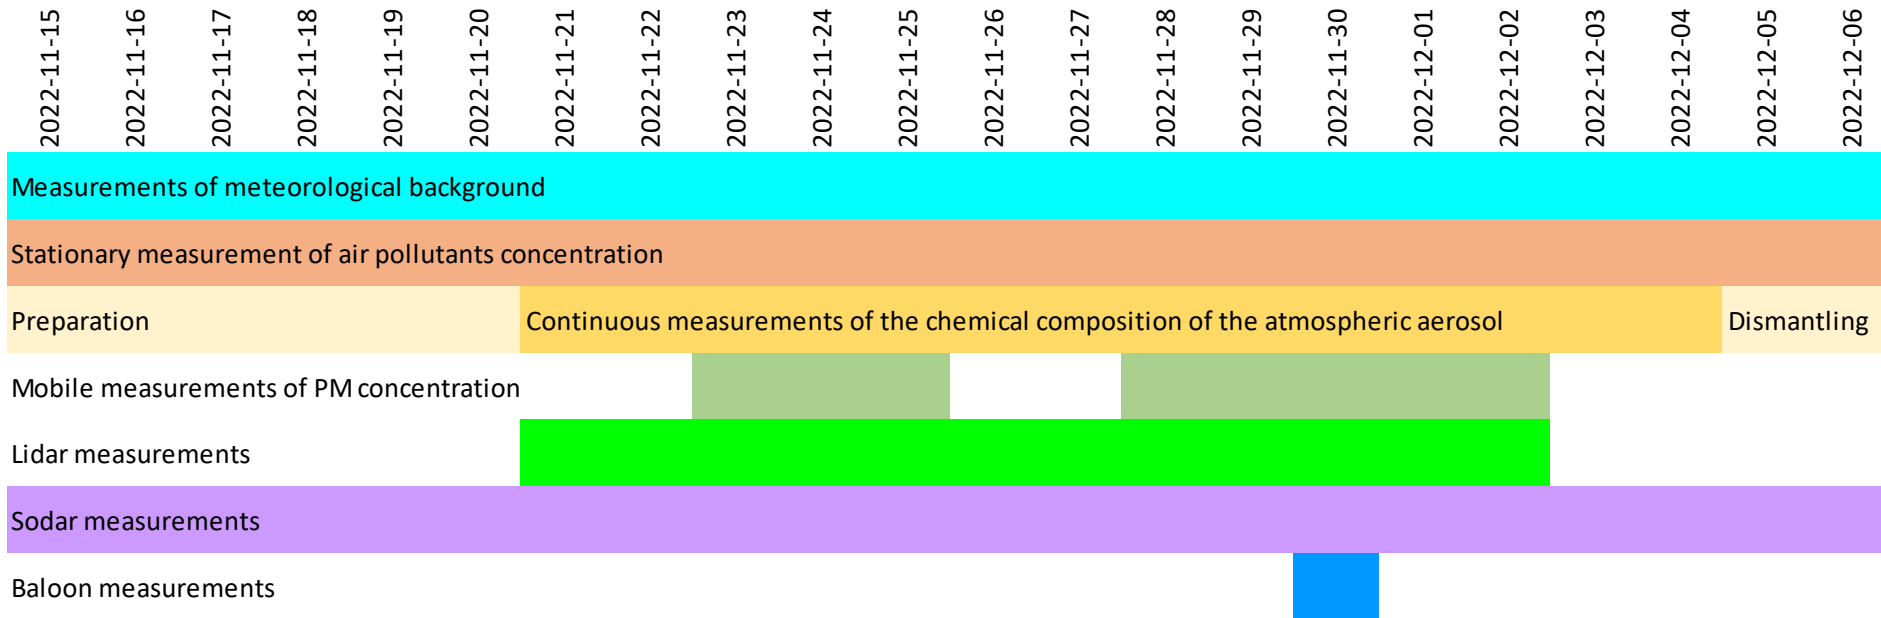 2022-11-15
2022-11-16
2022-11-17
2022-11-18
2022-11-19
2022-11-20
2022-11-21
2022-11-22
2022-11-23
2022-11-24
2022-11-25
2022-11-26
2022-11-27
2022-11-28
2022-11-29
2022-11-30
2022-12-01
2022-12-02
2022-12-03
2022-12-04
2022-12-05
2022-12-06
Measurements of meteorological background
Stationary measurement of air pollutants concentration
Preparation
Continuous measurements of the chemical composition of the atmospheric aerosol
Dismantling
Mobile measurements of PM concentration
Lidar measurements
Sodar measurements
Baloon measurements